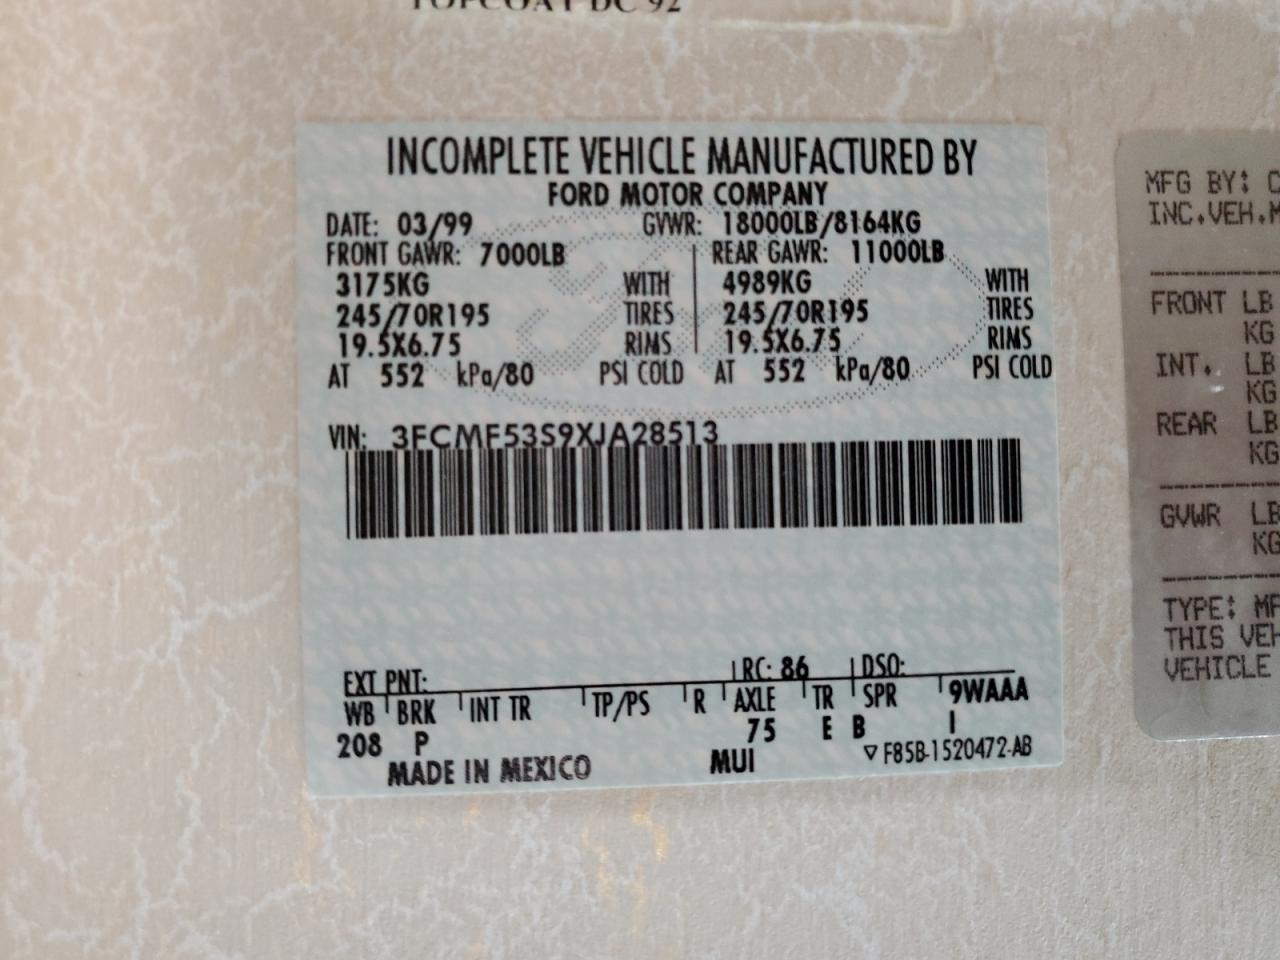 TOPCOAT DC 92
INCOMPLETE VEHICLE MANUFACTURED BY
FORD MOTOR COMPANY
DATE: 03/99 GVWR: 18000LB/8164KG
FRONT GAWR: 7000LB REAR GAWR: 11000LB
3175KG WITH 4989KG WITH
245/70R195 TIRES 245/70R195 TIRES
19.5X6.75 RIMS 19.5X6.75 RIMS
AT 552 kPa/80 PSI COLD AT 552 kPa/80 PSI COLD
VIN: 3FCMF53S9XJA28513
EXT PNT: RC: 86 DSO:
WB BRK INT TR TP/PS R AXLE TR SPR 9WAAA
208 P 75 E B I
MADE IN MEXICO MUI ▽ F85B-1520472-AB
MFG BY: C
INC.VEH.M
FRONT LB
KG
INT. LB
KG
REAR LB
KG
GVWR LB
KG
TYPE: MP
THIS VEH
VEHICLE